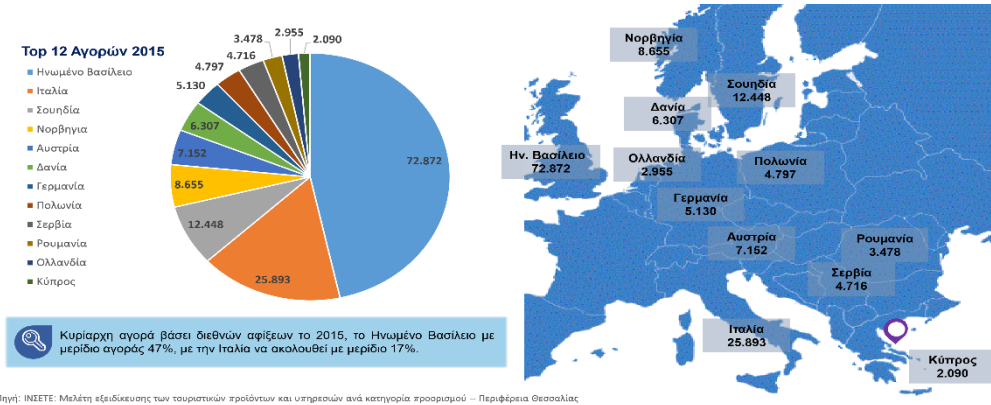 Top 12 Αγορών 2015
Ηνωμένο Βασίλειο
Ιταλία
Σουηδία
Νορβηγια
Αυστρία
Δανία
Γερμανία
Πολωνία
Σερβία
Ρουμανία
Ολλανδία
Κύπρος
72.872
25.893
12.448
8.655
7.152
6.307
5.130
4.797
4.716
3.478
2.955
2.090
Κυρίαρχη αγορά βάσει διεθνών αφίξεων το 2015, το Ηνωμένο Βασίλειο με
μερίδιο αγοράς 47%, με την Ιταλία να ακολουθεί με μερίδιο 17%.
Νορβηγία
8.655
Σουηδία
12.448
Δανία
6.307
Ην. Βασίλειο
72.872
Ολλανδία
2.955
Πολωνία
4.797
Γερμανία
5.130
Αυστρία
7.152
Ρουμανία
3.478
Σερβία
4.716
Ιταλία
25.893
Κύπρος
2.090
Πηγή: ΙΝΣΕΤΕ: Μελέτη εξειδίκευσης των τουριστικών προϊόντων και υπηρεσιών ανά κατηγορία προορισμού – Περιφέρεια Θεσσαλίας